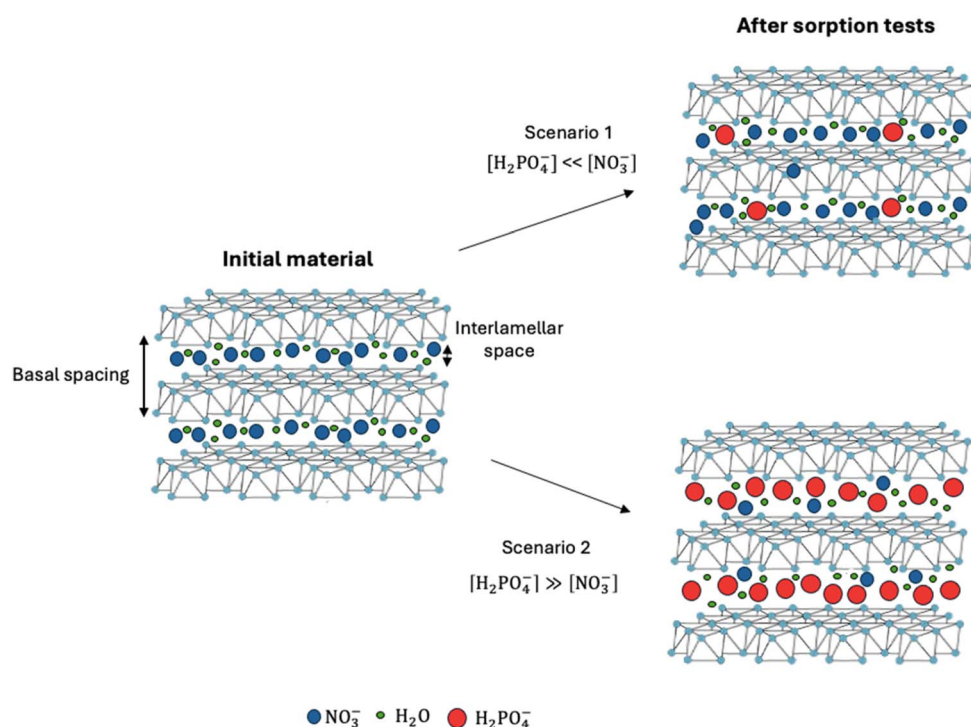 After sorption tests
Scenario 1
[H₂PO₄⁻] << [NO₃⁻]
Initial material
Interlamellar
space
Basal spacing
Scenario 2
[H₂PO₄⁻] ≫ [NO₃⁻]
NO₃⁻ H₂O H₂PO₄⁻